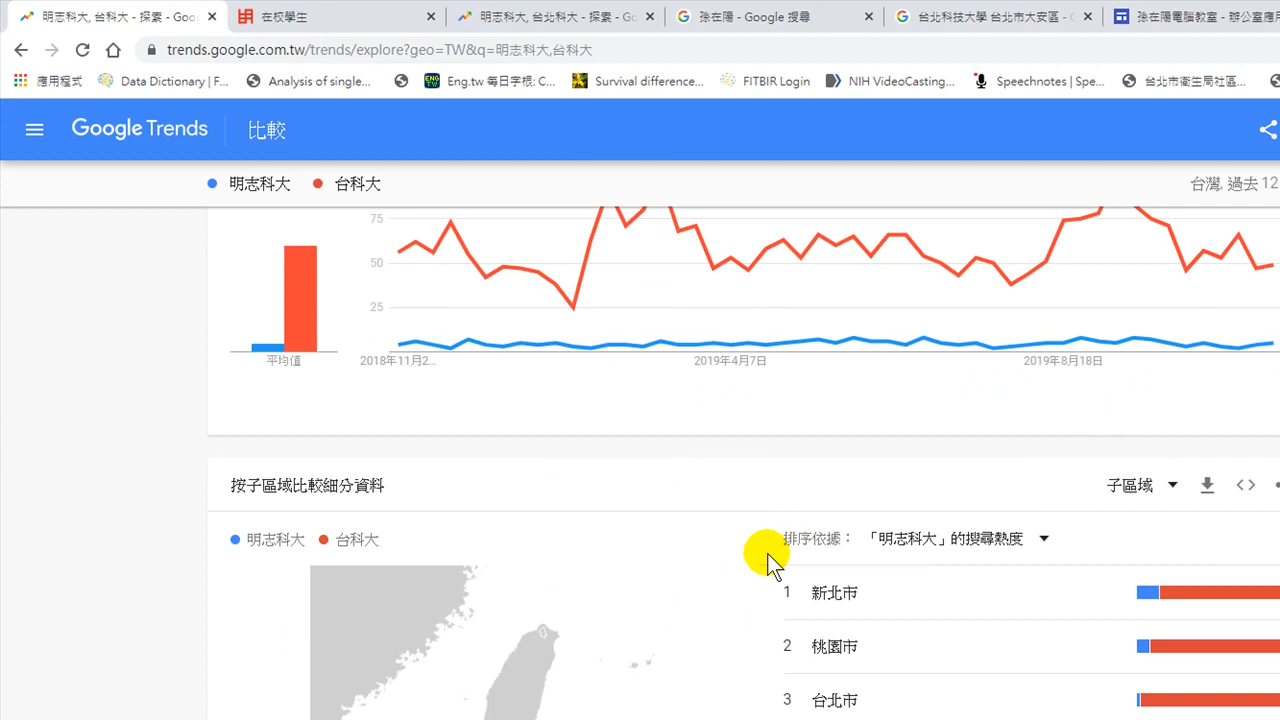 明志科大, 台科大 - 探索 - Goo
在校學生
明志科大, 台北科大 - 探索 - Go
孫在陽 - Google 搜尋
台北科技大學 台北市大安區 - G
孫在陽電腦教室 - 辦公室應
trends.google.com.tw/trends/explore?geo=TW&q=明志科大,台科大
應用程式
Data Dictionary | F...
Analysis of single...
Eng.tw 每日字根: C...
Survival difference...
FITBIR Login
NIH VideoCasting...
Speechnotes | Spe...
台北市衛生局社區...
Google Trends
比較
明志科大
台科大
台灣, 過去 12
75
50
25
平均值
2018年11月2...
2019年4月7日
2019年8月18日
按子區域比較細分資料
子區域
明志科大
台科大
排序依據：
「明志科大」的搜尋熱度
1 新北市
2 桃園市
3 台北市